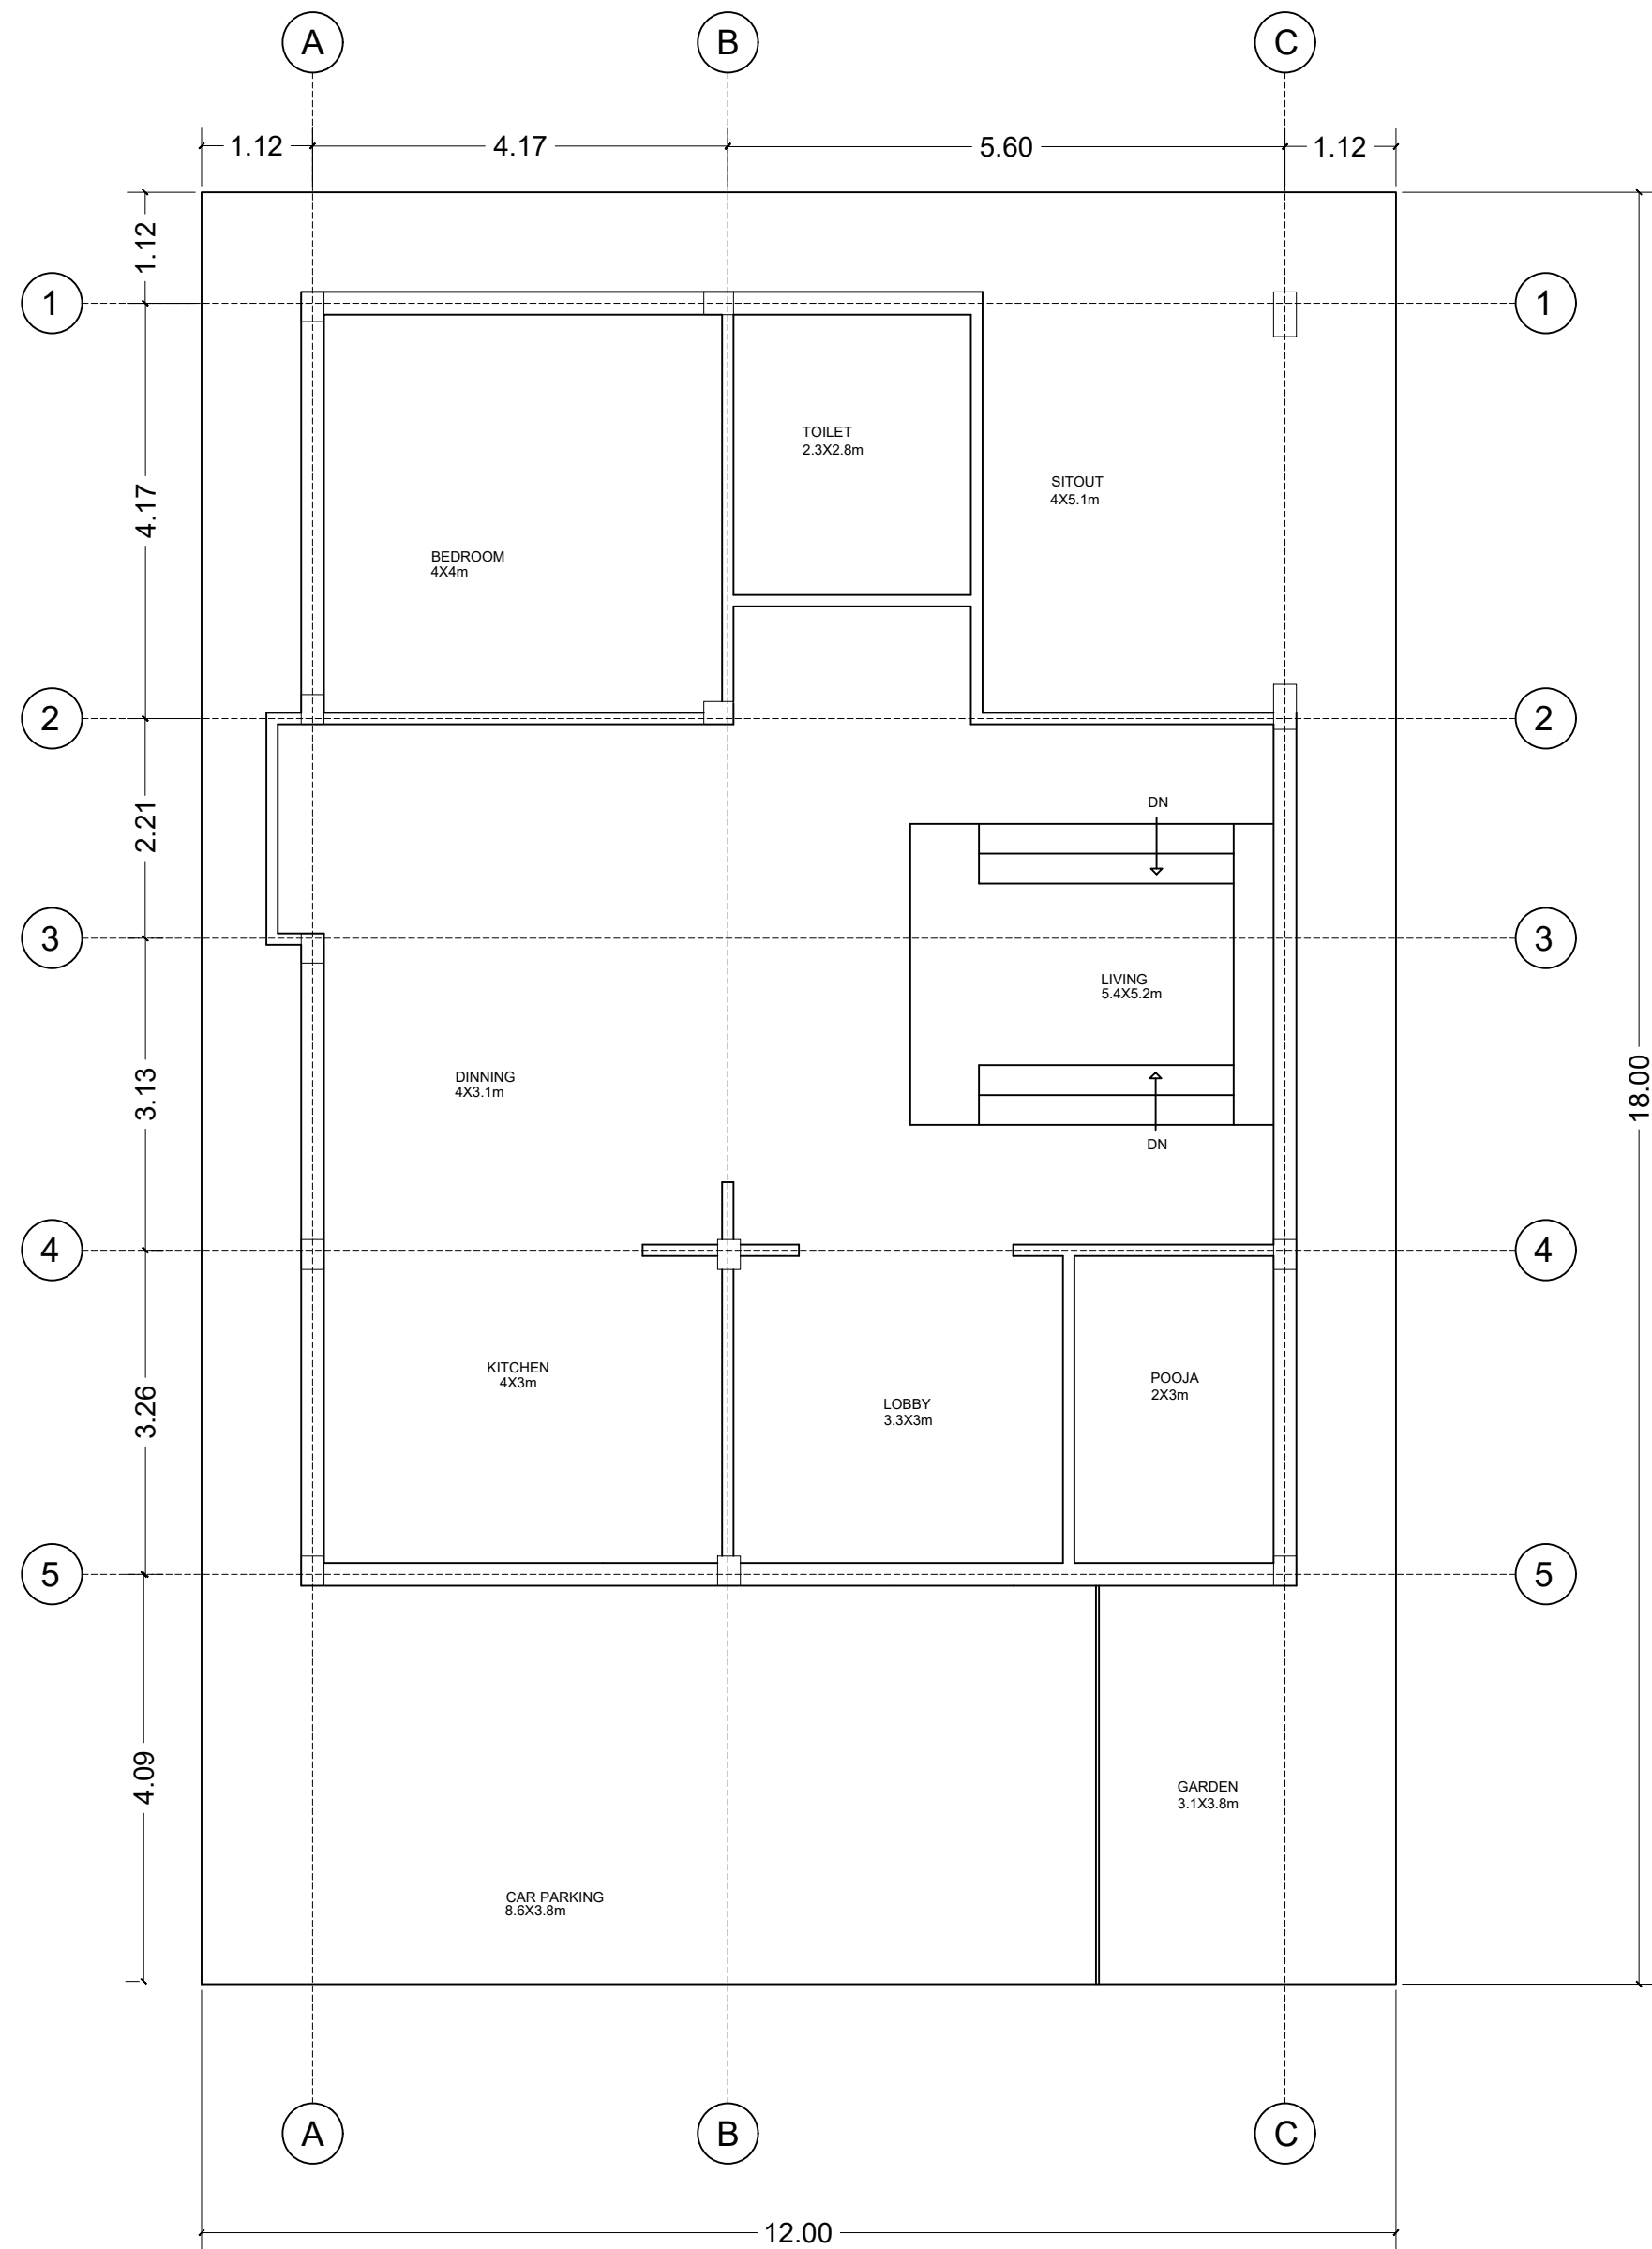 A B C
1.12 4.17 5.60 1.12
1.12
1 1
TOILET
2.3X2.8m
SITOUT
4X5.1m
4.17
BEDROOM
4X4m
2 2
DN
2.21
3 3
LIVING
5.4X5.2m
DINNING
4X3.1m
3.13
18.00
DN
4 4
KITCHEN
4X3m
POOJA
2X3m
LOBBY
3.3X3m
3.26
5 5
4.09
GARDEN
3.1X3.8m
CAR PARKING
8.6X3.8m
A B C
12.00